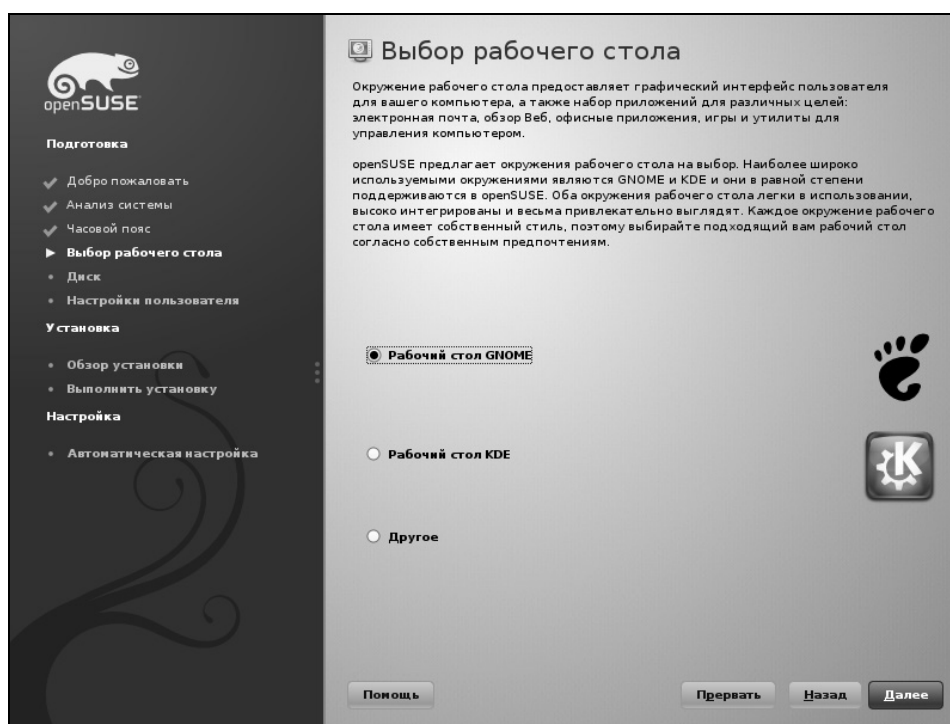 openSUSE
Подготовка
Добро пожаловать
Анализ системы
Часовой пояс
Выбор рабочего стола
Диск
Настройки пользователя
Установка
Обзор установки
Выполнить установку
Настройка
Автоматическая настройка
Выбор рабочего стола
Окружение рабочего стола предоставляет графический интерфейс пользователя
для вашего компьютера, а также набор приложений для различных целей:
электронная почта, обзор Веб, офисные приложения, игры и утилиты для
управления компьютером.
openSUSE предлагает окружения рабочего стола на выбор. Наиболее широко
используемыми окружениями являются GNOME и KDE и они в равной степени
поддерживаются в openSUSE. Оба окружения рабочего стола легки в использовании,
высоко интегрированы и весьма привлекательно выглядят. Каждое окружение рабочего
стола имеет собственный стиль, поэтому выбирайте подходящий вам рабочий стол
согласно собственным предпочтениям.
Рабочий стол GNOME
Рабочий стол KDE
K
Другое
Помощь
Прервать
Назад
Далее